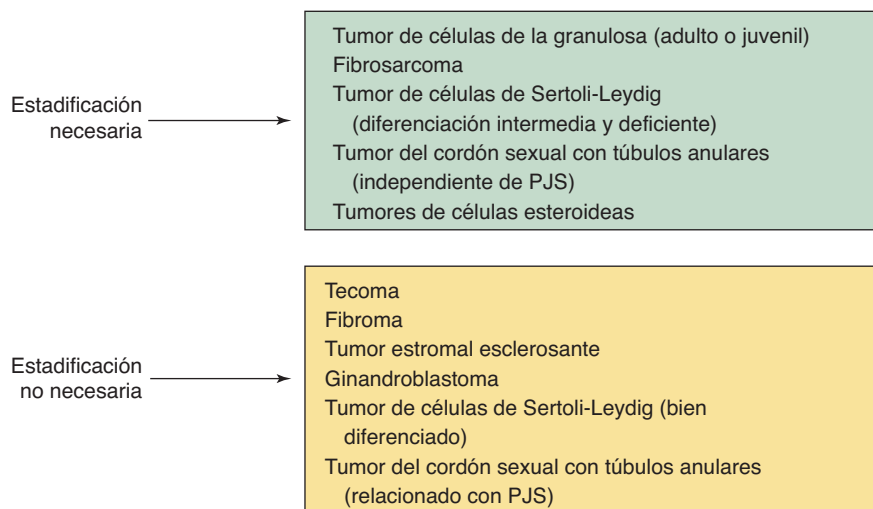 Estadificación
necesaria
Tumor de células de la granulosa (adulto o juvenil)
Fibrosarcoma
Tumor de células de Sertoli-Leydig
(diferenciación intermedia y deficiente)
Tumor del cordón sexual con túbulos anulares
(independiente de PJS)
Tumores de células esteroideas
Estadificación
no necesaria
Tecoma
Fibroma
Tumor estromal esclerosante
Ginandroblastoma
Tumor de células de Sertoli-Leydig (bien
diferenciado)
Tumor del cordón sexual con túbulos anulares
(relacionado con PJS)